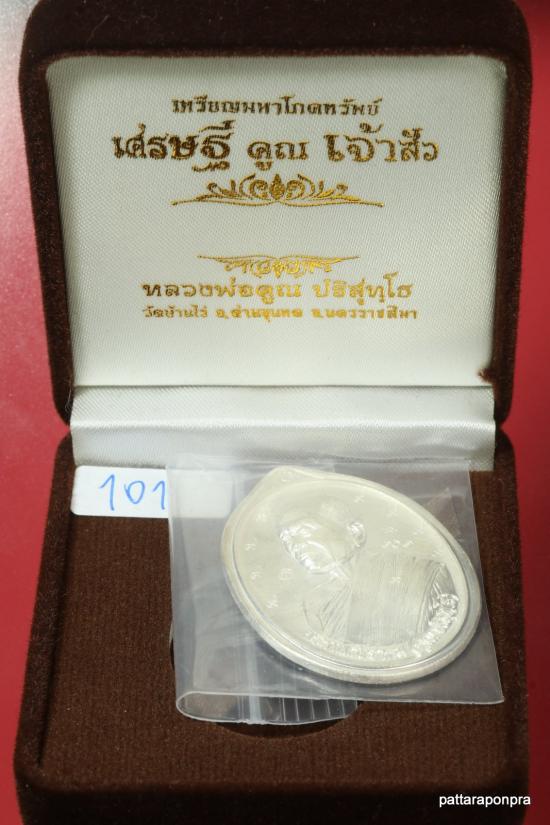 เหรียญมหาโภคทรัพย์
เศรษฐี คูณ เจ้าสัว
หลวงพ่อคูณ ปริสุทฺโธ
วัดบ้านไร่ อ.ด่านขุนทด จ.นครราชสีมา
101
pattaraponpra